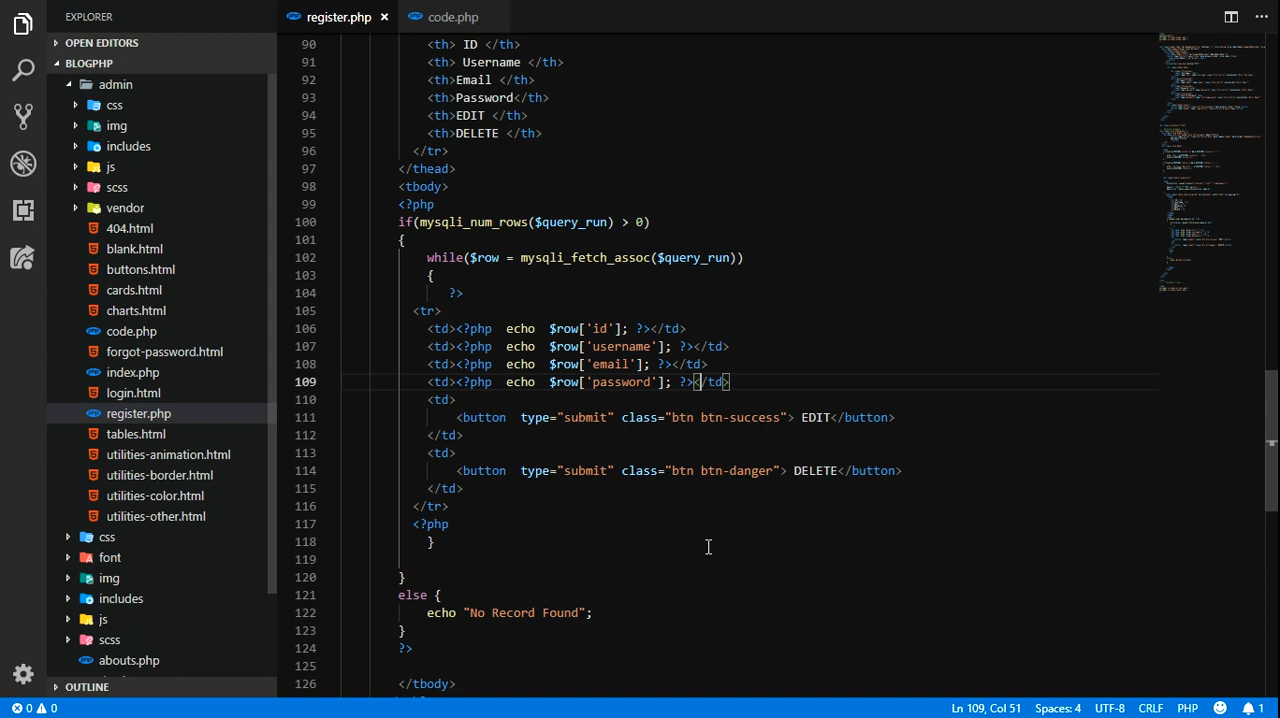 EXPLORER
register.php ×
code.php
OPEN EDITORS
BLOGPHP
admin
css
img
includes
js
scss
vendor
404.html
blank.html
buttons.html
cards.html
charts.html
code.php
forgot-password.html
index.php
login.html
register.php
tables.html
utilities-animation.html
utilities-border.html
utilities-color.html
utilities-other.html
css
font
img
includes
js
scss
abouts.php
OUTLINE
90 <th> ID </th>
91 <th> Username </th>
92 <th>Email </th>
93 <th>Password</th>
94 <th>EDIT </th>
95 <th>DELETE </th>
96 </tr>
97 </thead>
98 <tbody>
99 <?php
100 if(mysqli_num_rows($query_run) > 0)
101 {
102 while($row = mysqli_fetch_assoc($query_run))
103 {
104 ?>
105 <tr>
106 <td><?php echo $row['id']; ?></td>
107 <td><?php echo $row['username']; ?></td>
108 <td><?php echo $row['email']; ?></td>
109 <td><?php echo $row['password']; ?></td>
110 <td>
111 <button type="submit" class="btn btn-success"> EDIT</button>
112 </td>
113 <td>
114 <button type="submit" class="btn btn-danger"> DELETE</button>
115 </td>
116 </tr>
117 <?php
118 }
119
120 }
121 else {
122 echo "No Record Found";
123 }
124 ?>
125
126 </tbody>
0 0
Ln 109, Col 51 Spaces: 4 UTF-8 CRLF PHP 1